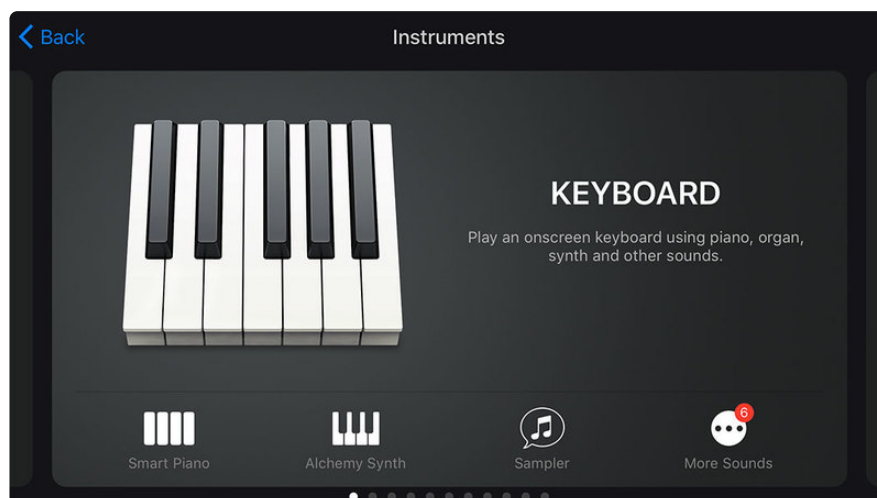 Back
Instruments
KEYBOARD
Play an onscreen keyboard using piano, organ,
synth and other sounds.
6
Smart Piano
Alchemy Synth
Sampler
More Sounds